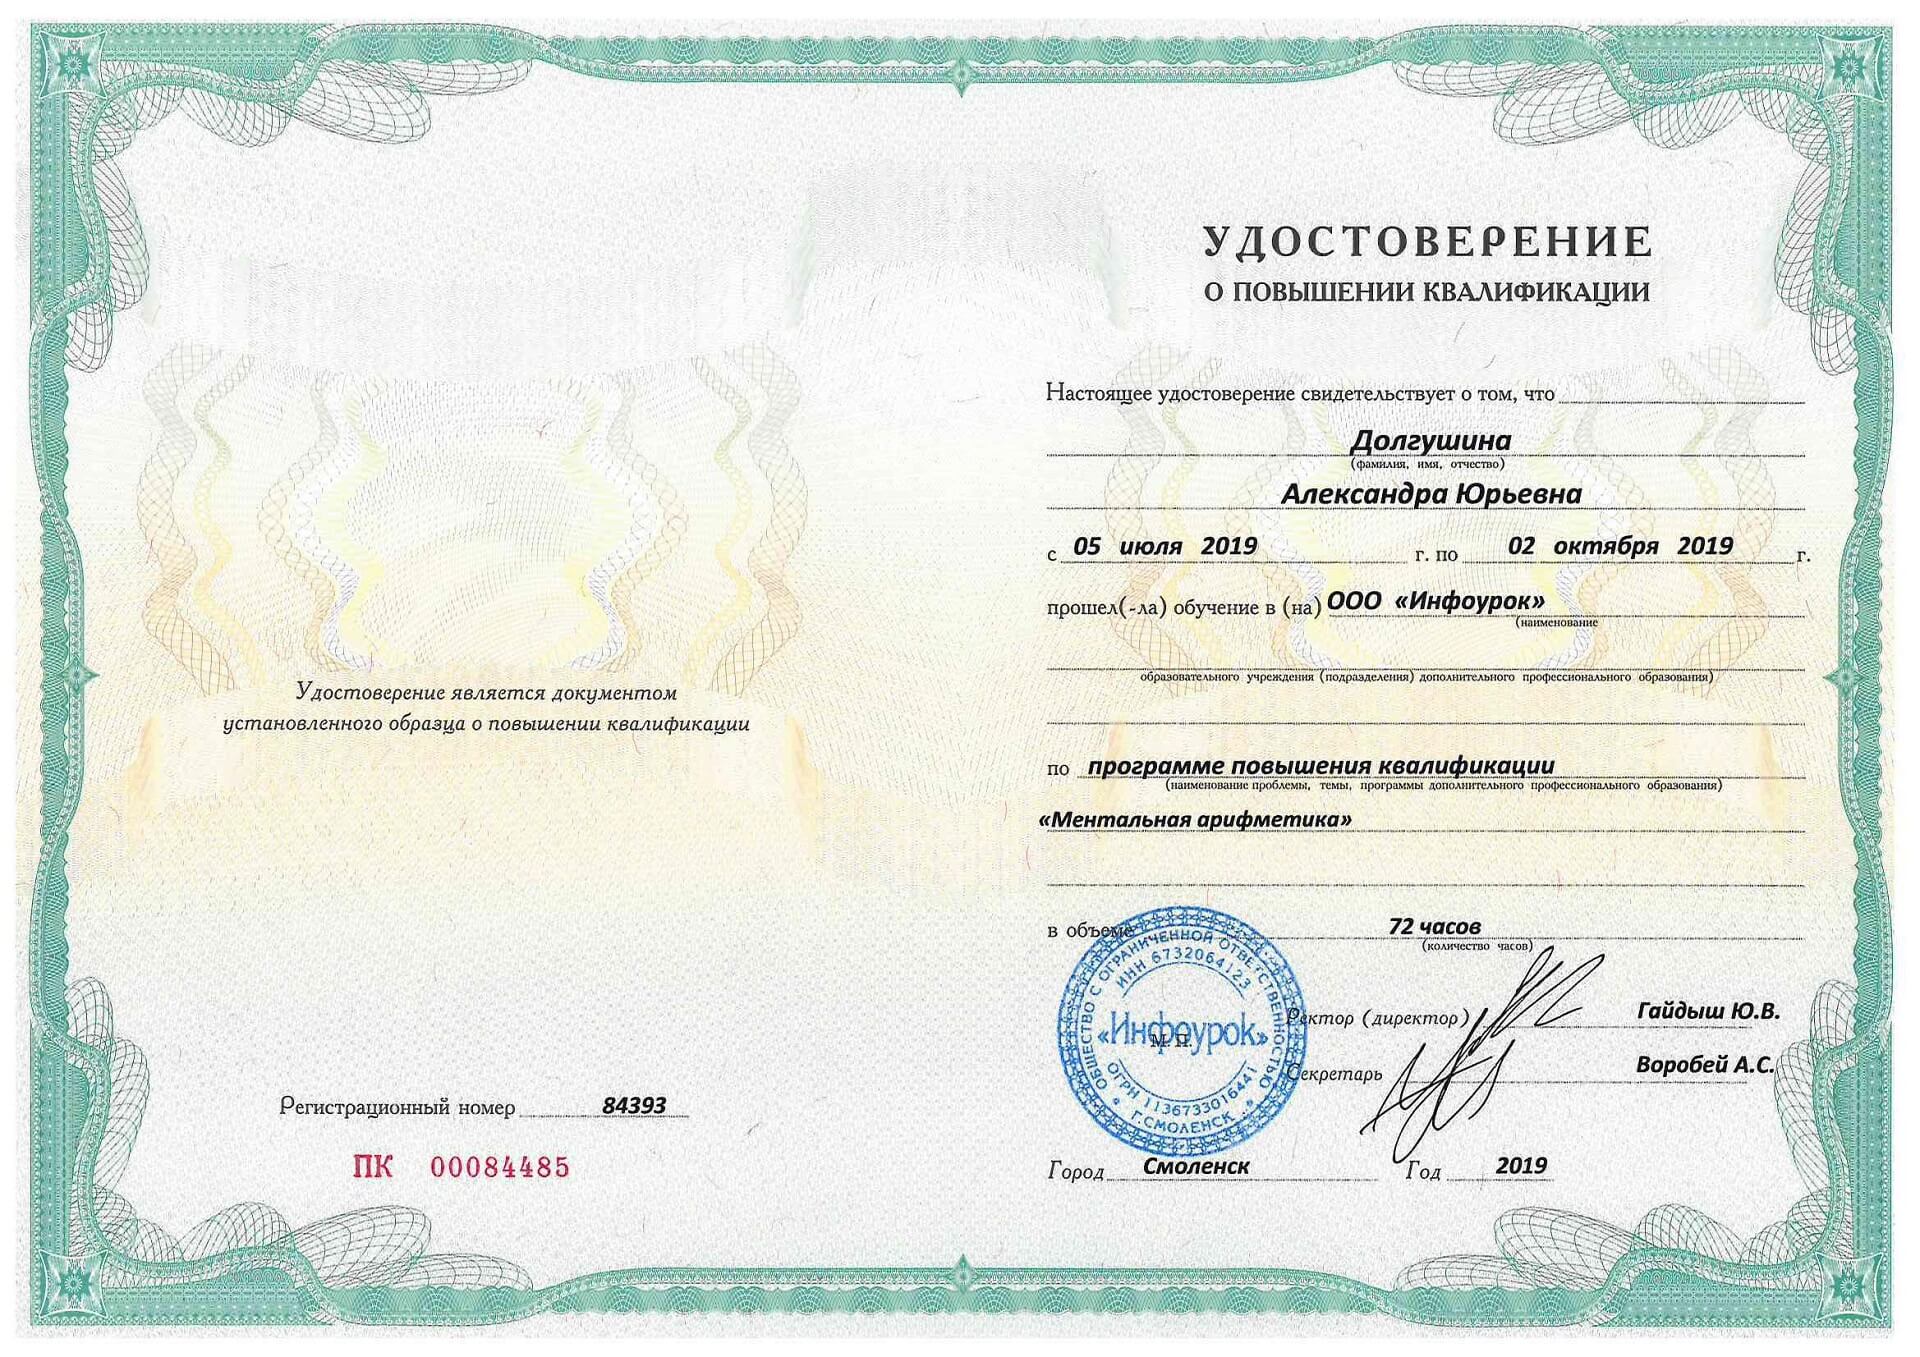 Удостоверение является документом
установленного образца о повышении квалификации
Регистрационный номер 84393
ПК 00084485
УДОСТОВЕРЕНИЕ
О ПОВЫШЕНИИ КВАЛИФИКАЦИИ
Настоящее удостоверение свидетельствует о том, что
Долгушина
(фамилия, имя, отчество)
Александра Юрьевна
с 05 июля 2019 г. по 02 октября 2019 г.
прошел(-ла) обучение в (на) ООО «Инфоурок»
(наименование
образовательного учреждения (подразделения) дополнительного профессионального образования)
по программе повышения квалификации
(наименование проблемы, темы, программы дополнительного профессионального образования)
«Ментальная арифметика»
в объеме 72 часов
(количество часов)
ОБЩЕСТВО С ОГРАНИЧЕННОЙ ОТВЕТСТВЕННОСТЬЮ
ИНН 6732064123
«Инфоурок»
М.П.
ОГРН 1136733016441
Г.СМОЛЕНСК
Ректор (директор) Гайдыш Ю.В.
Секретарь Воробей А.С.
Город Смоленск Год 2019